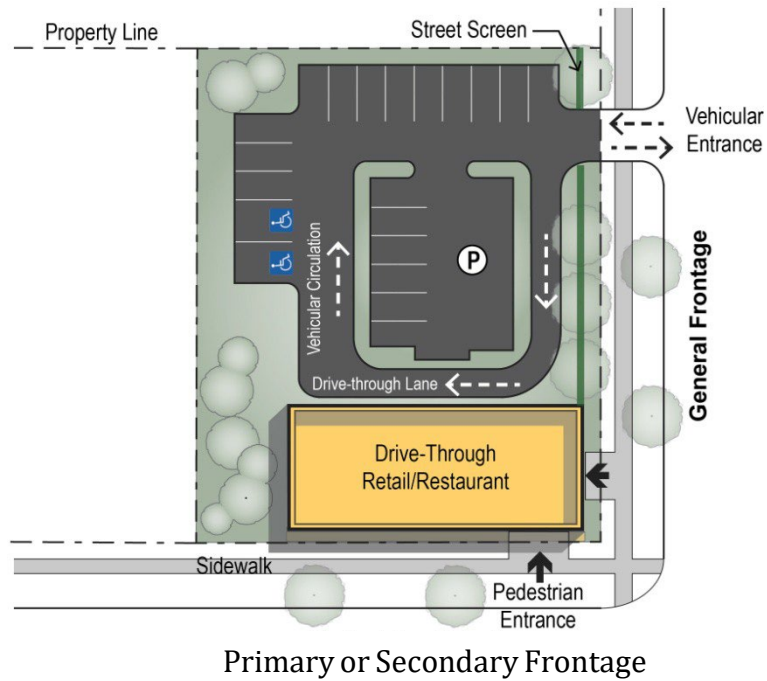 Street Screen
Property Line
Vehicular
Entrance
Vehicular Circulation
P
General Frontage
Drive-through Lane
Drive-Through
Retail/Restaurant
Sidewalk
Pedestrian
Entrance
Primary or Secondary Frontage